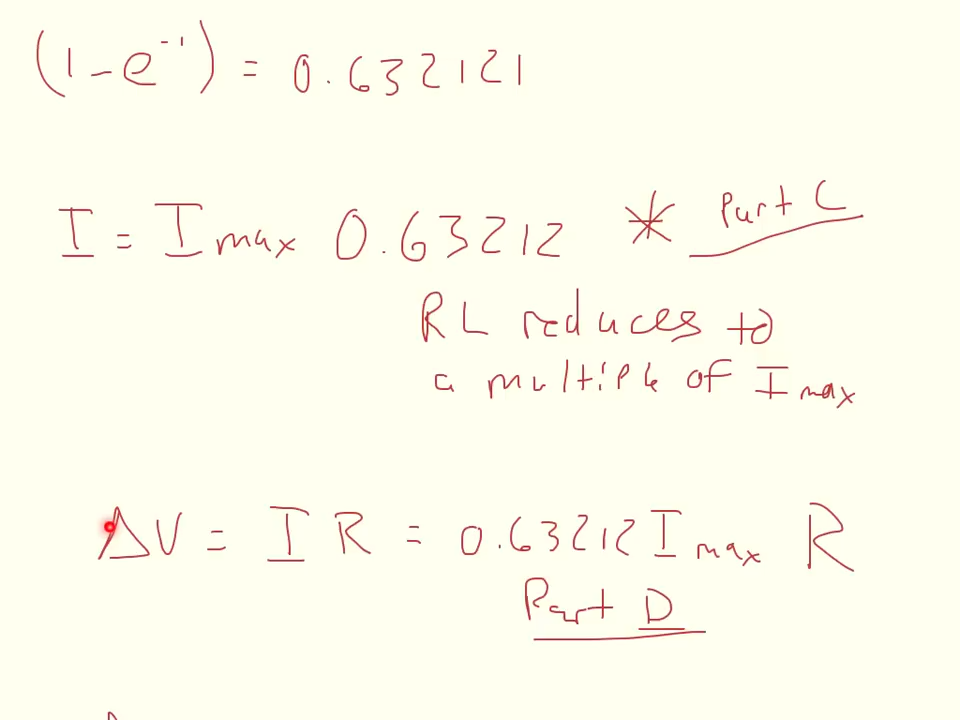 (1-e⁻¹) = 0.632121
I = Imax 0.63212 * Part C
RL reduces to
a multiple of Imax
ΔV = IR = 0.63212 Imax R
Part D